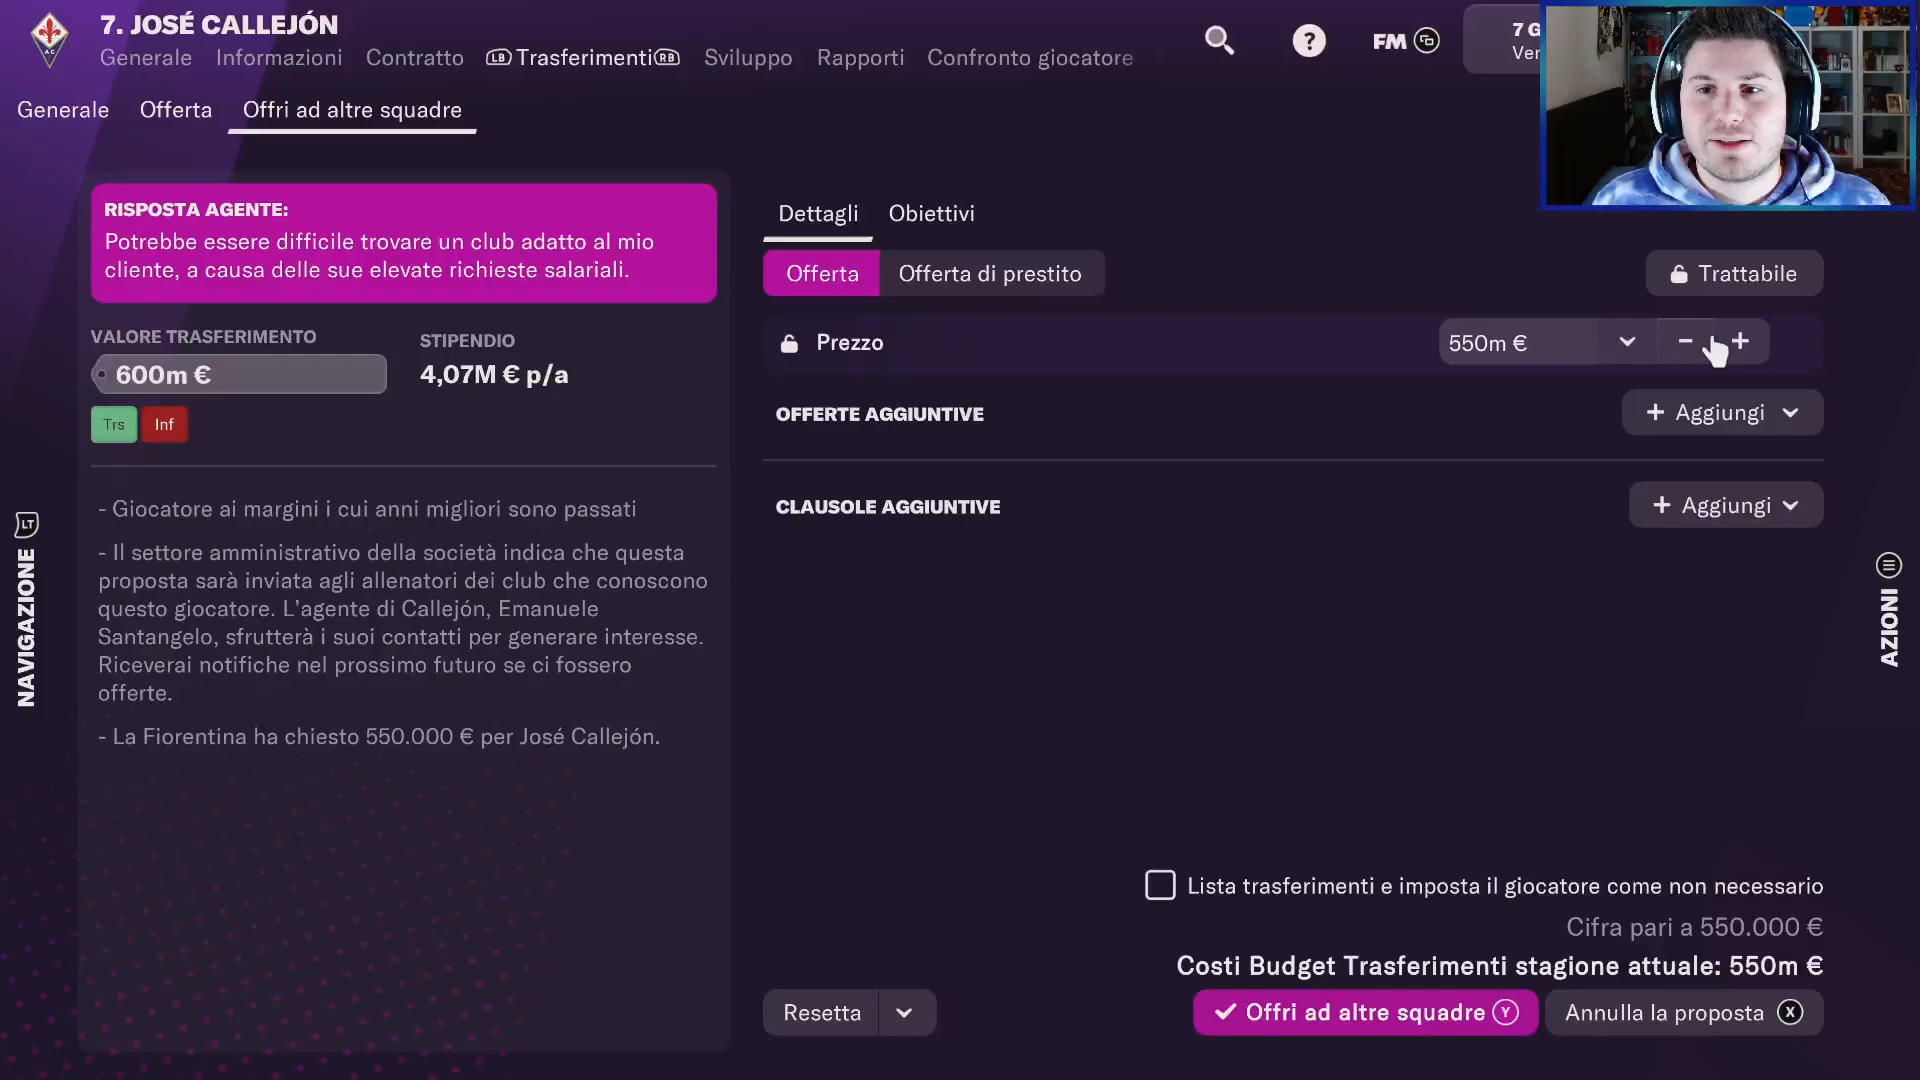 7. JOSÉ CALLEJÓN
Generale Informazioni Contratto LB Trasferimenti RB Sviluppo Rapporti Confronto giocatore
? FM
7 G
Ver
Generale Offerta Offri ad altre squadre
RISPOSTA AGENTE:
Potrebbe essere difficile trovare un club adatto al mio
cliente, a causa delle sue elevate richieste salariali.
VALORE TRASFERIMENTO
600m €
STIPENDIO
4,07M € p/a
Trs Inf
- Giocatore ai margini i cui anni migliori sono passati
- Il settore amministrativo della società indica che questa
proposta sarà inviata agli allenatori dei club che conoscono
questo giocatore. L'agente di Callejón, Emanuele
Santangelo, sfrutterà i suoi contatti per generare interesse.
Riceverai notifiche nel prossimo futuro se ci fossero
offerte.
- La Fiorentina ha chiesto 550.000 € per José Callejón.
Dettagli Obiettivi
Offerta Offerta di prestito Trattabile
Prezzo 550m € - +
OFFERTE AGGIUNTIVE + Aggiungi
CLAUSOLE AGGIUNTIVE + Aggiungi
Lista trasferimenti e imposta il giocatore come non necessario
Cifra pari a 550.000 €
Costi Budget Trasferimenti stagione attuale: 550m €
Resetta Offri ad altre squadre Y Annulla la proposta X
NAVIGAZIONE LT
AZIONI